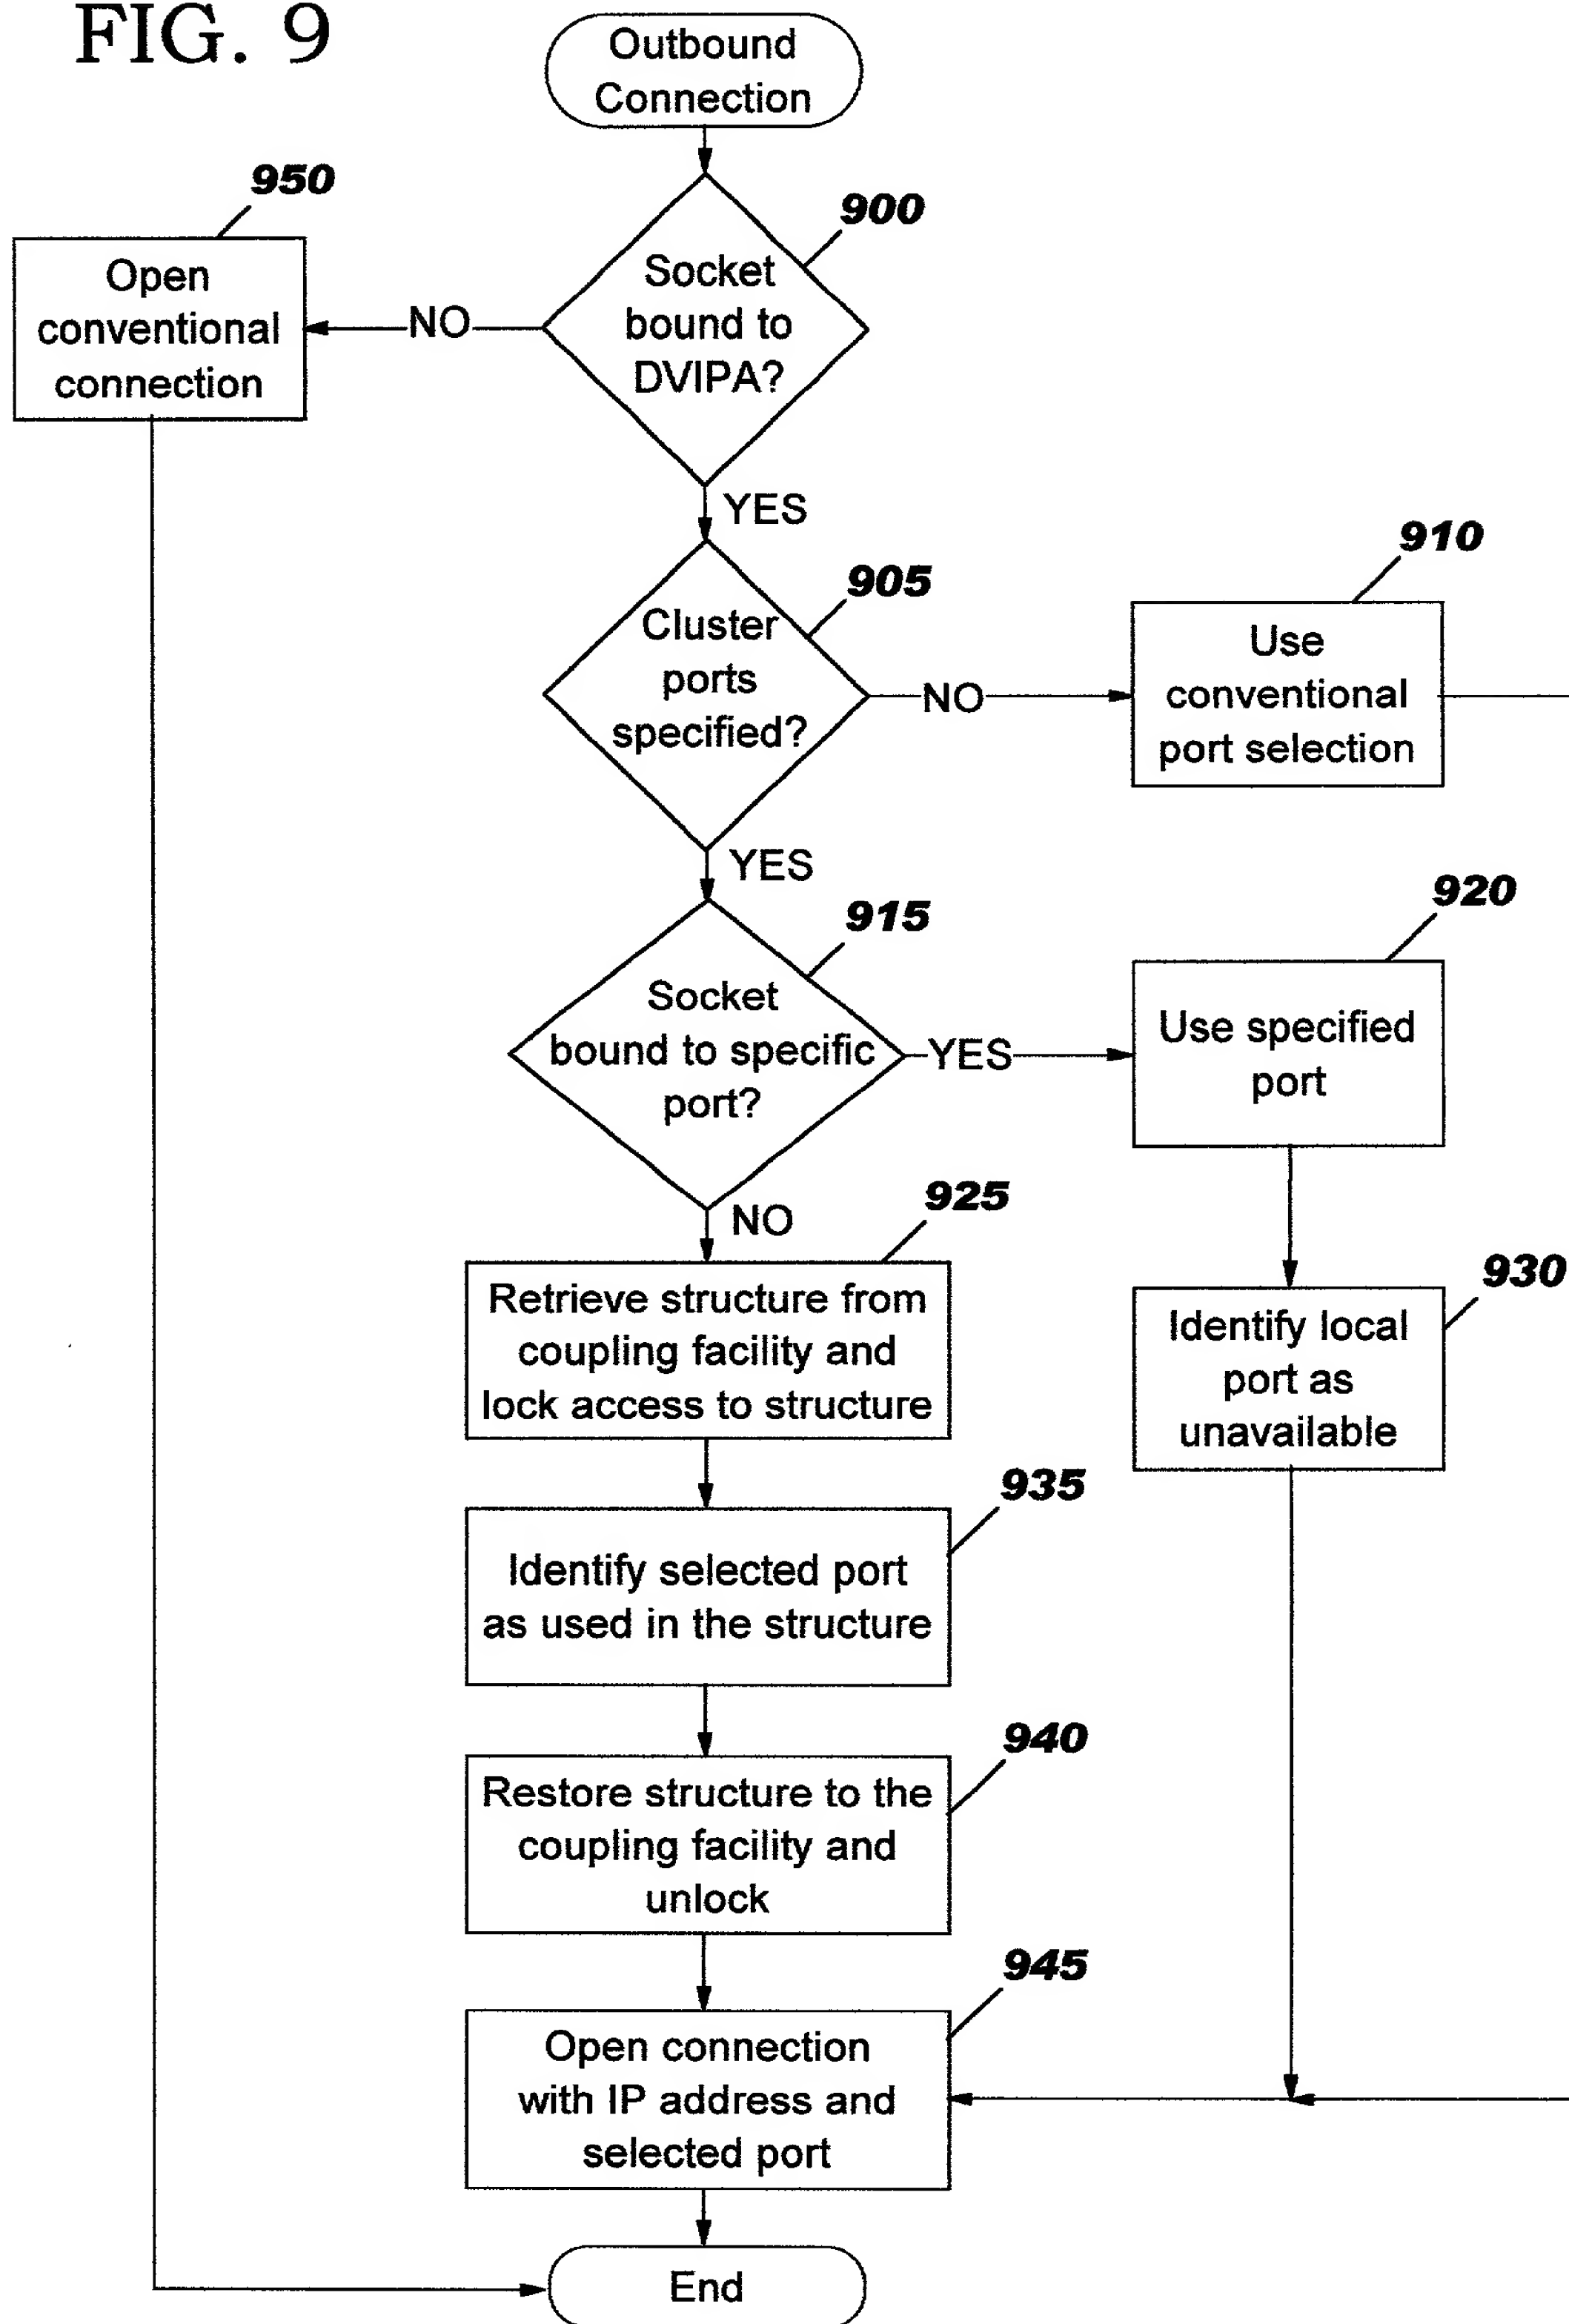 FIG. 9
Outbound
Connection
950
900
Open
conventional
connection
NO
Socket
bound to
DVIPA?
YES
905
910
Cluster
ports
specified?
NO
Use
conventional
port selection
YES
915
920
Socket
bound to specific
port?
YES
Use specified
port
NO
925
930
Retrieve structure from
coupling facility and
lock access to structure
Identify local
port as
unavailable
935
Identify selected port
as used in the structure
940
Restore structure to the
coupling facility and
unlock
945
Open connection
with IP address and
selected port
End